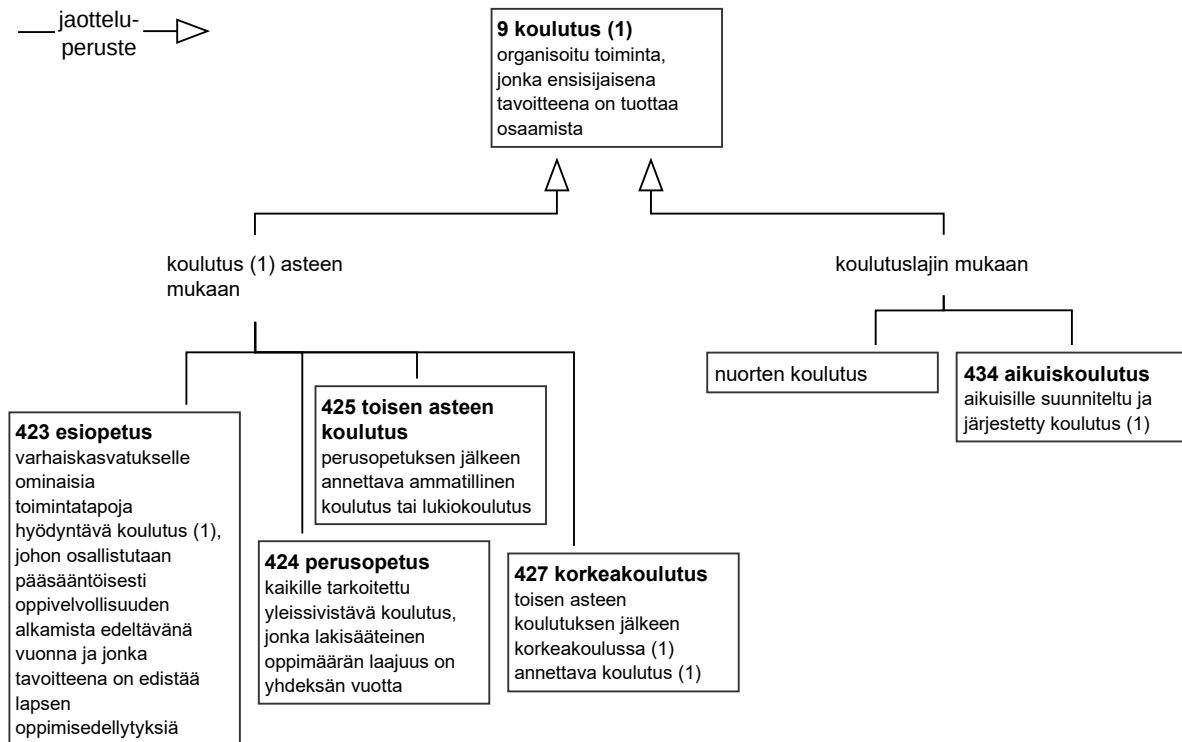 jaottelu-
peruste
9 koulutus (1)
organisoitu toiminta,
jonka ensisijaisena
tavoitteena on tuottaa
osaamista
koulutus (1) asteen
mukaan
koulutuslajin mukaan
nuorten koulutus
434 aikuiskoulutus
aikuisille suunniteltu ja
järjestetty koulutus (1)
425 toisen asteen
koulutus
perusopetuksen jälkeen
annettava ammatillinen
koulutus tai lukiokoulutus
423 esiopetus
varhaiskasvatukselle
ominaisia
toimintatapoja
hyödyntävä koulutus (1),
johon osallistutaan
pääsääntöisesti
oppivelvollisuuden
alkamista edeltävänä
vuonna ja jonka
tavoitteena on edistää
lapsen
oppimisedellytyksiä
424 perusopetus
kaikille tarkoitettu
yleissivistävä koulutus,
jonka lakisääteinen
oppimäärän laajuus on
yhdeksän vuotta
427 korkeakoulutus
toisen asteen
koulutuksen jälkeen
korkeakoulussa (1)
annettava koulutus (1)